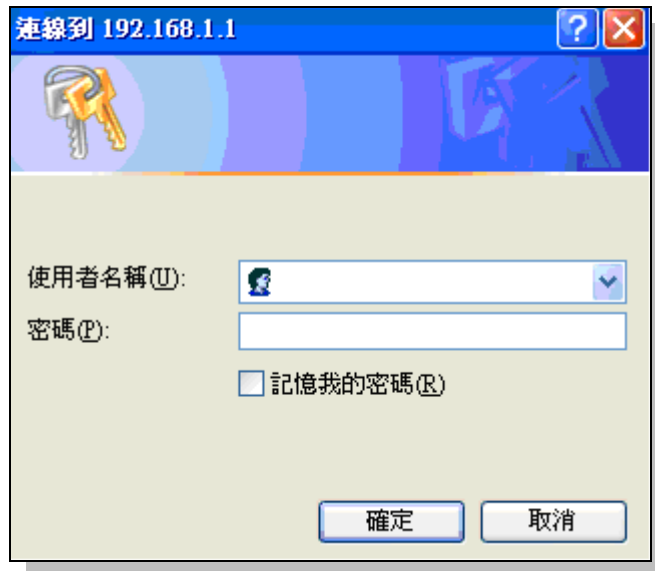 連線到 192.168.1.1
使用者名稱(U):
密碼(P):
記憶我的密碼(R)
確定 取消